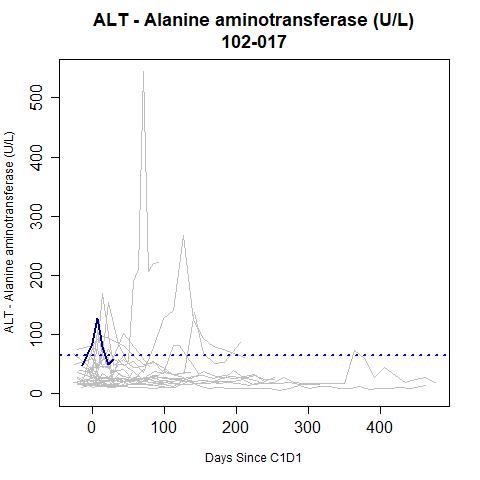 ALT - Alanine aminotransferase (U/L)
102-017
ALT - Alanine aminotransferase (U/L)
500
400
300
200
100
0
0 100 200 300 400
Days Since C1D1